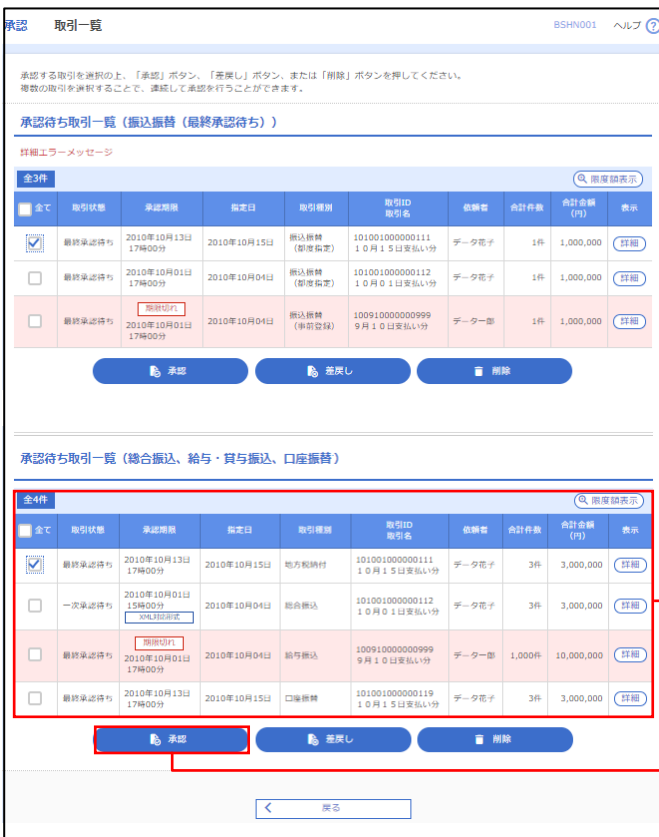 承認 取引一覧 BSHN001 ヘルプ ?
承認する取引を選択の上、「承認」ボタン、「差戻し」ボタン、または「削除」ボタンを押してください。
複数の取引を選択することで、連続して承認を行うことができます。
承認待ち取引一覧（振込振替（最終承認待ち））
詳細エラーメッセージ
全3件 限度額表示
全て 取引状態 承認期限 指定日 取引種別 取引ID 取引名 依頼者 合計件数 合計金額(円) 表示
最終承認待ち 2010年10月13日 17時00分 2010年10月15日 振込振替 (都度指定) 101001000000111 10月15日支払い分 データ花子 1件 1,000,000 詳細
最終承認待ち 2010年10月01日 17時00分 2010年10月04日 振込振替 (都度指定) 101001000000112 10月01日支払い分 データ花子 1件 1,000,000 詳細
最終承認待ち 期限切れ 2010年10月01日 17時00分 2010年10月04日 振込振替 (事前登録) 100910000000999 9月10日支払い分 データ一郎 1件 1,000,000 詳細
承認 差戻し 削除
承認待ち取引一覧（総合振込、給与・賞与振込、口座振替）
全4件 限度額表示
全て 取引状態 承認期限 指定日 取引種別 取引ID 取引名 依頼者 合計件数 合計金額(円) 表示
最終承認待ち 2010年10月13日 17時00分 2010年10月15日 地方税納付 101001000000111 10月15日支払い分 データ花子 3件 3,000,000 詳細
一次承認待ち 2010年10月01日 15時00分 XML対応形式 2010年10月04日 総合振込 101001000000112 10月01日支払い分 データ花子 3件 3,000,000 詳細
最終承認待ち 期限切れ 2010年10月01日 17時00分 2010年10月04日 給与振込 100910000000999 9月10日支払い分 データ一郎 1,000件 10,000,000 詳細
最終承認待ち 2010年10月13日 17時00分 2010年10月15日 口座振替 101001000000119 10月15日支払い分 データ花子 3件 3,000,000 詳細
承認 差戻し 削除
戻る